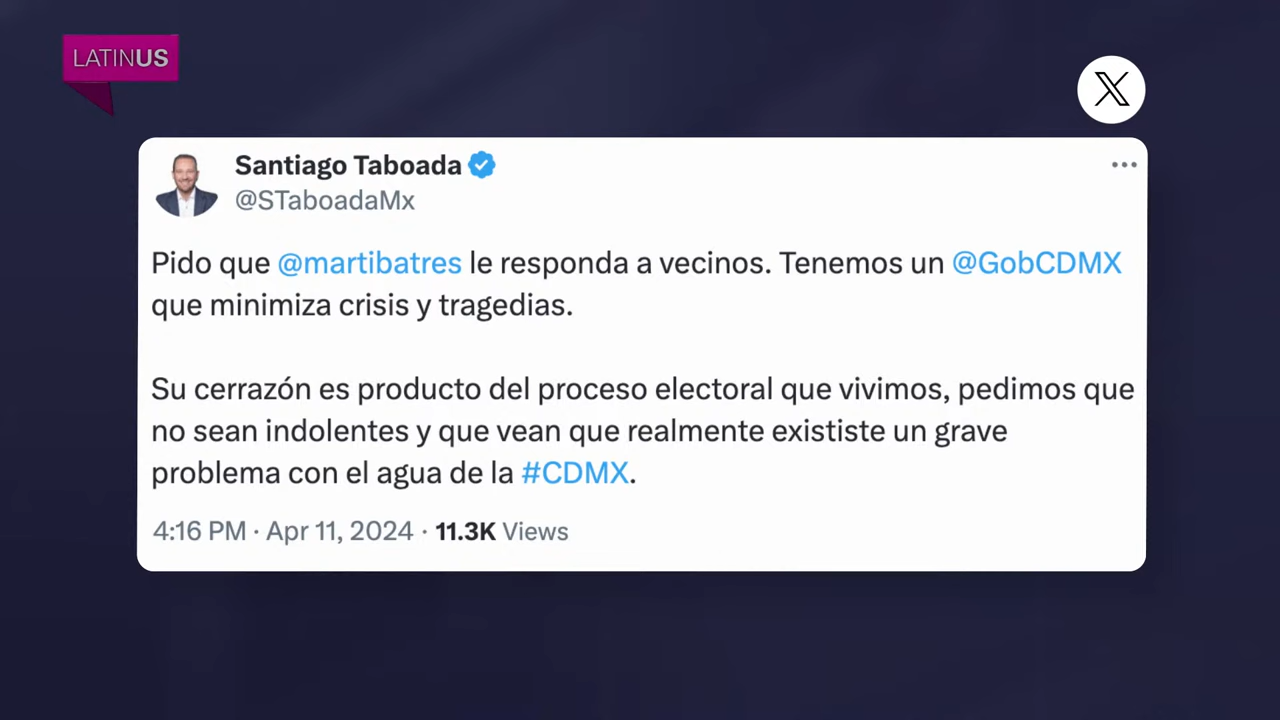 LATINUS
X
Santiago Taboada
@STaboadaMx
Pido que @martibatres le responda a vecinos. Tenemos un @GobCDMX
que minimiza crisis y tragedias.
Su cerrazón es producto del proceso electoral que vivimos, pedimos que
no sean indolentes y que vean que realmente exististe un grave
problema con el agua de la #CDMX.
4:16 PM · Apr 11, 2024 · 11.3K Views